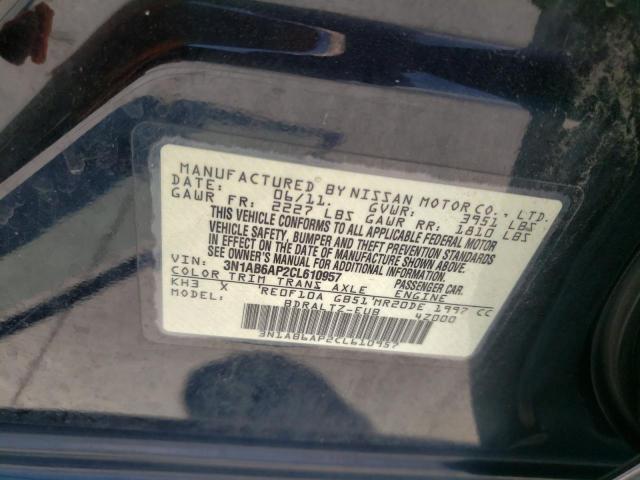 MANUFACTURED BY NISSAN MOTOR CO., LTD.
DATE: 06/11. GVWR: 3951 LBS
GAWR FR: 2227 LBS GAWR RR: 1810 LBS
THIS VEHICLE CONFORMS TO ALL APPLICABLE FEDERAL MOTOR
VEHICLE SAFETY, BUMPER AND THEFT PREVENTION STANDARDS
IN EFFECT ON THE DATE OF MANUFACTURE SHOWN ABOVE.
SEE OWNER'S MANUAL FOR ADDITIONAL INFORMATION.
VIN: 3N1AB6AP2CL610957 PASSENGER CAR.
COLOR TRIM TRANS AXLE ENGINE
KH3 X RE0F10A GB51 MR20DE 1997 CC
BDRALTZ-EUB 4Z000
3N1AB6AP2CL610957